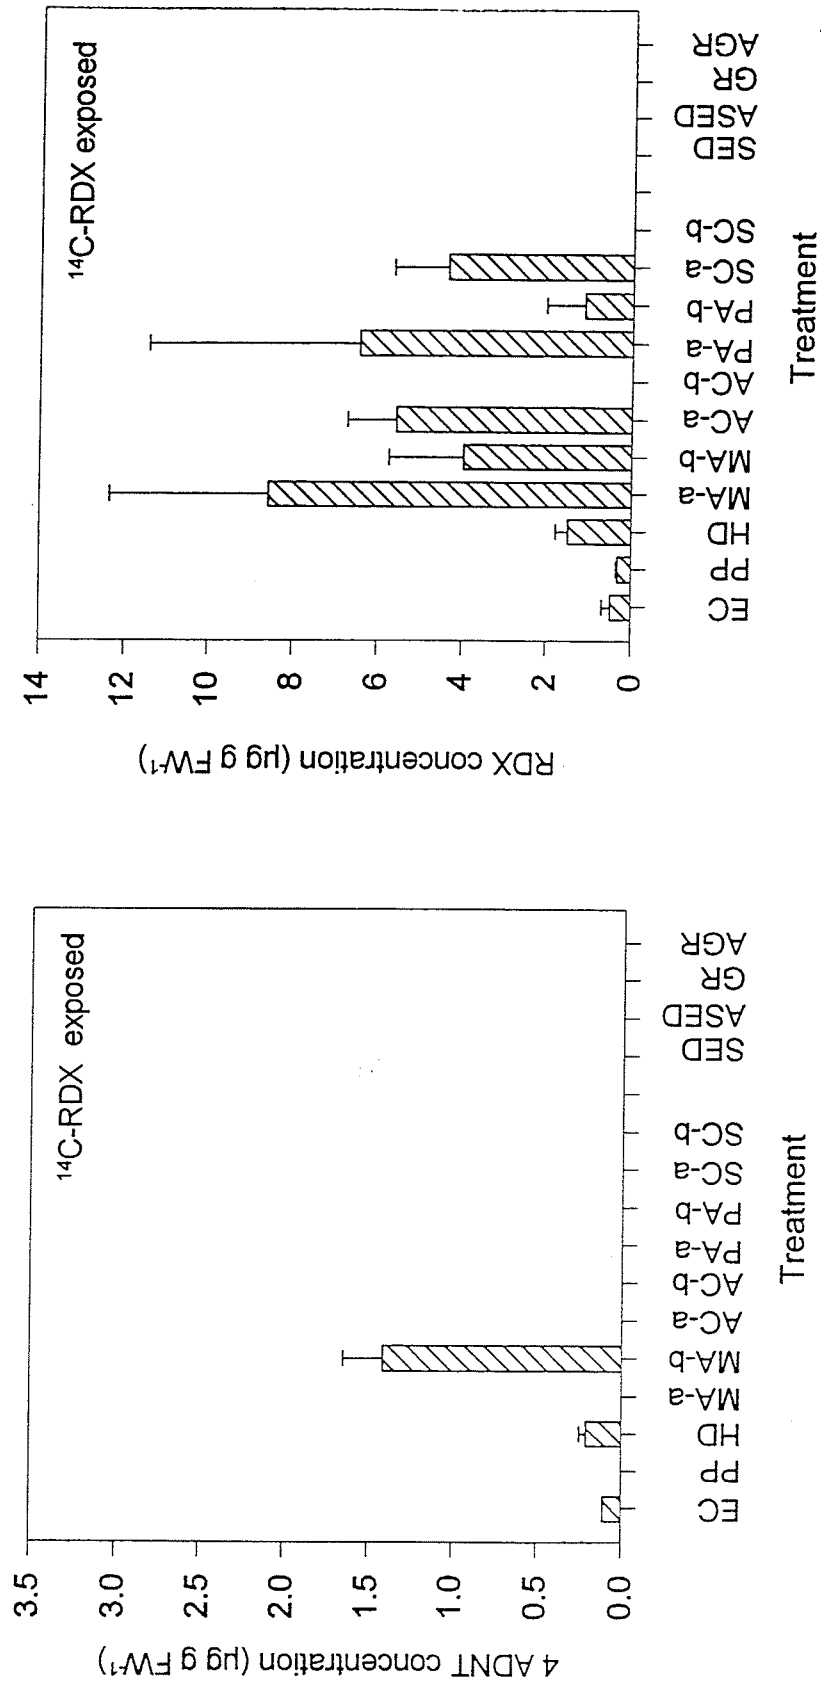 ¹⁴C-RDX exposed
14
12
10
8
6
4
2
0
RDX concentration (µg g FW⁻¹)
EC
PP
HD
MA-a
MA-b
AC-a
AC-b
PA-a
PA-b
SC-a
SC-b
SED
ASED
GR
AGR
Treatment
¹⁴C-RDX exposed
3.5
3.0
2.5
2.0
1.5
1.0
0.5
0.0
4 ADNT concentration (µg g FW⁻¹)
EC
PP
HD
MA-a
MA-b
AC-a
AC-b
PA-a
PA-b
SC-a
SC-b
SED
ASED
GR
AGR
Treatment